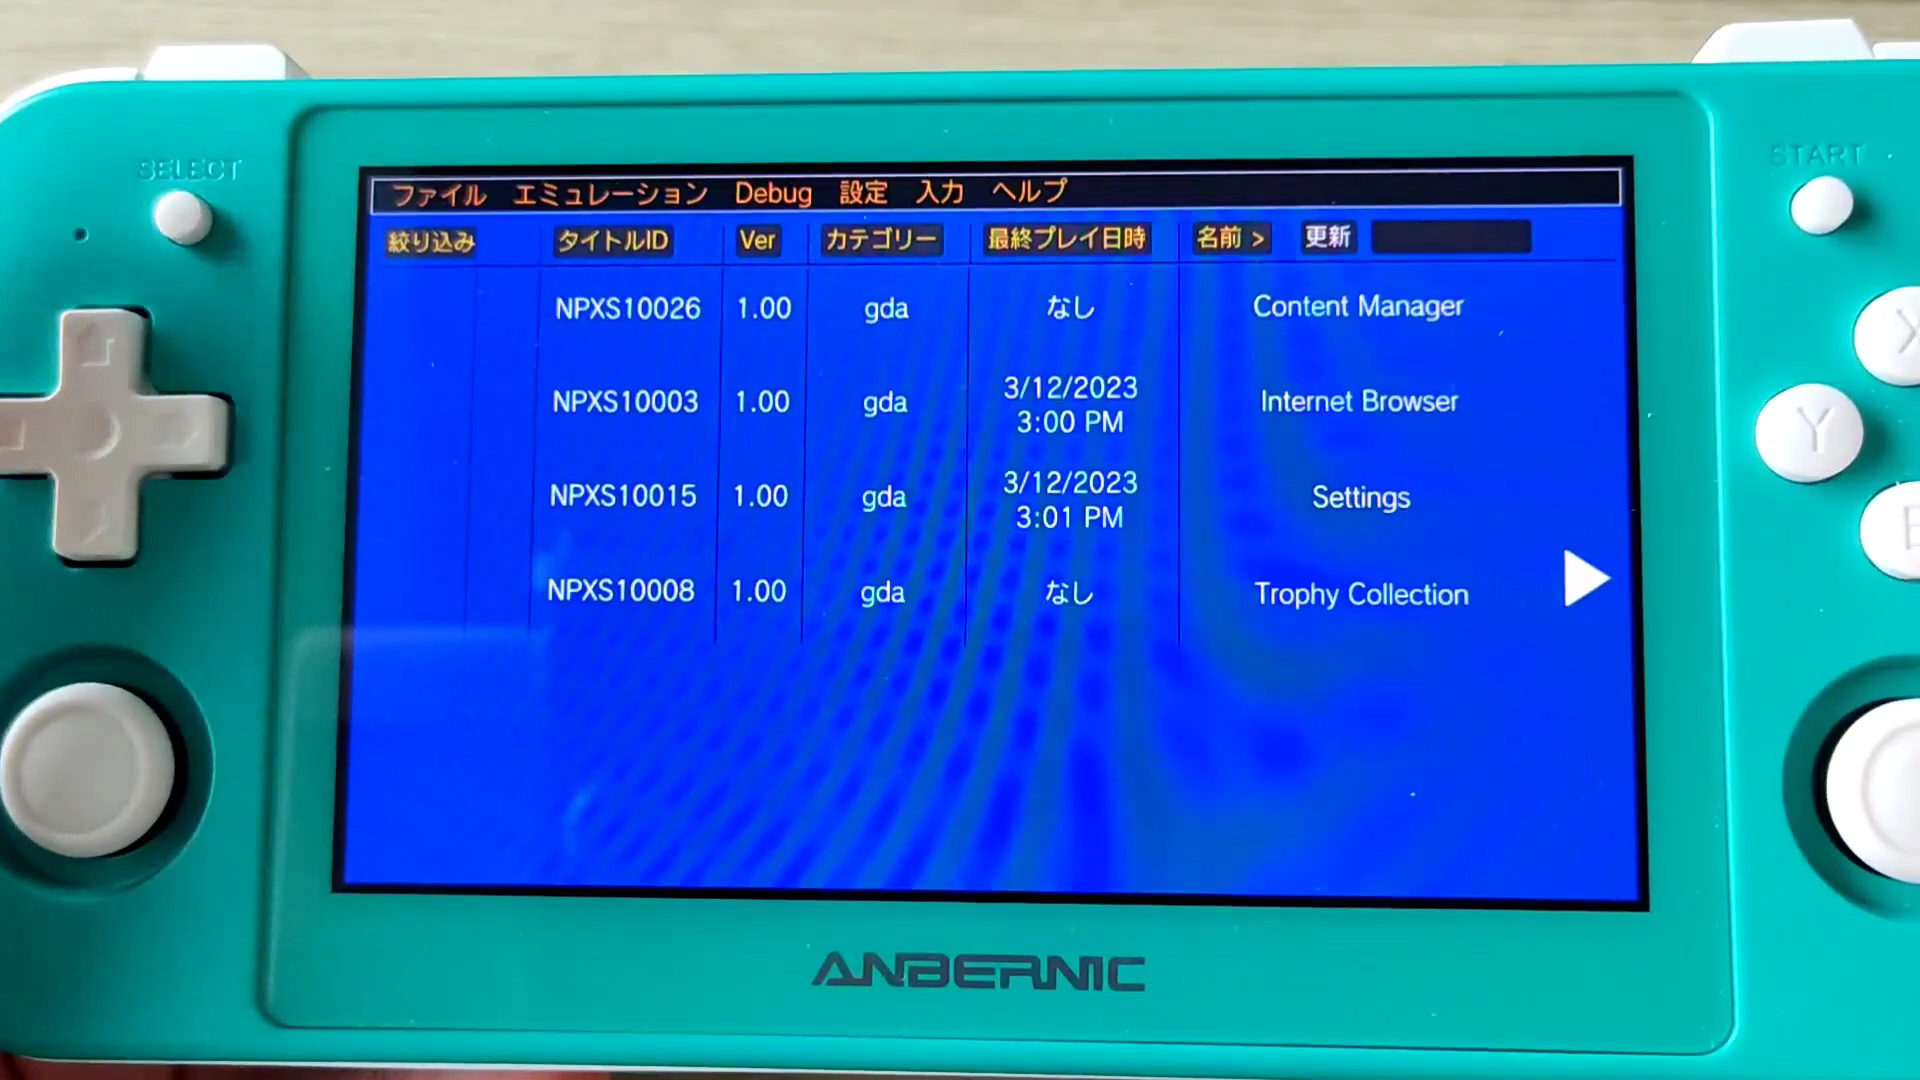 SELECT
START
ファイル エミュレーション Debug 設定 入力 ヘルプ
絞り込み タイトルID Ver カテゴリー 最終プレイ日時 名前 > 更新
NPXS10026 1.00 gda なし Content Manager
NPXS10003 1.00 gda 3/12/2023 3:00 PM Internet Browser
NPXS10015 1.00 gda 3/12/2023 3:01 PM Settings
NPXS10008 1.00 gda なし Trophy Collection
X
Y
ANBERNIC